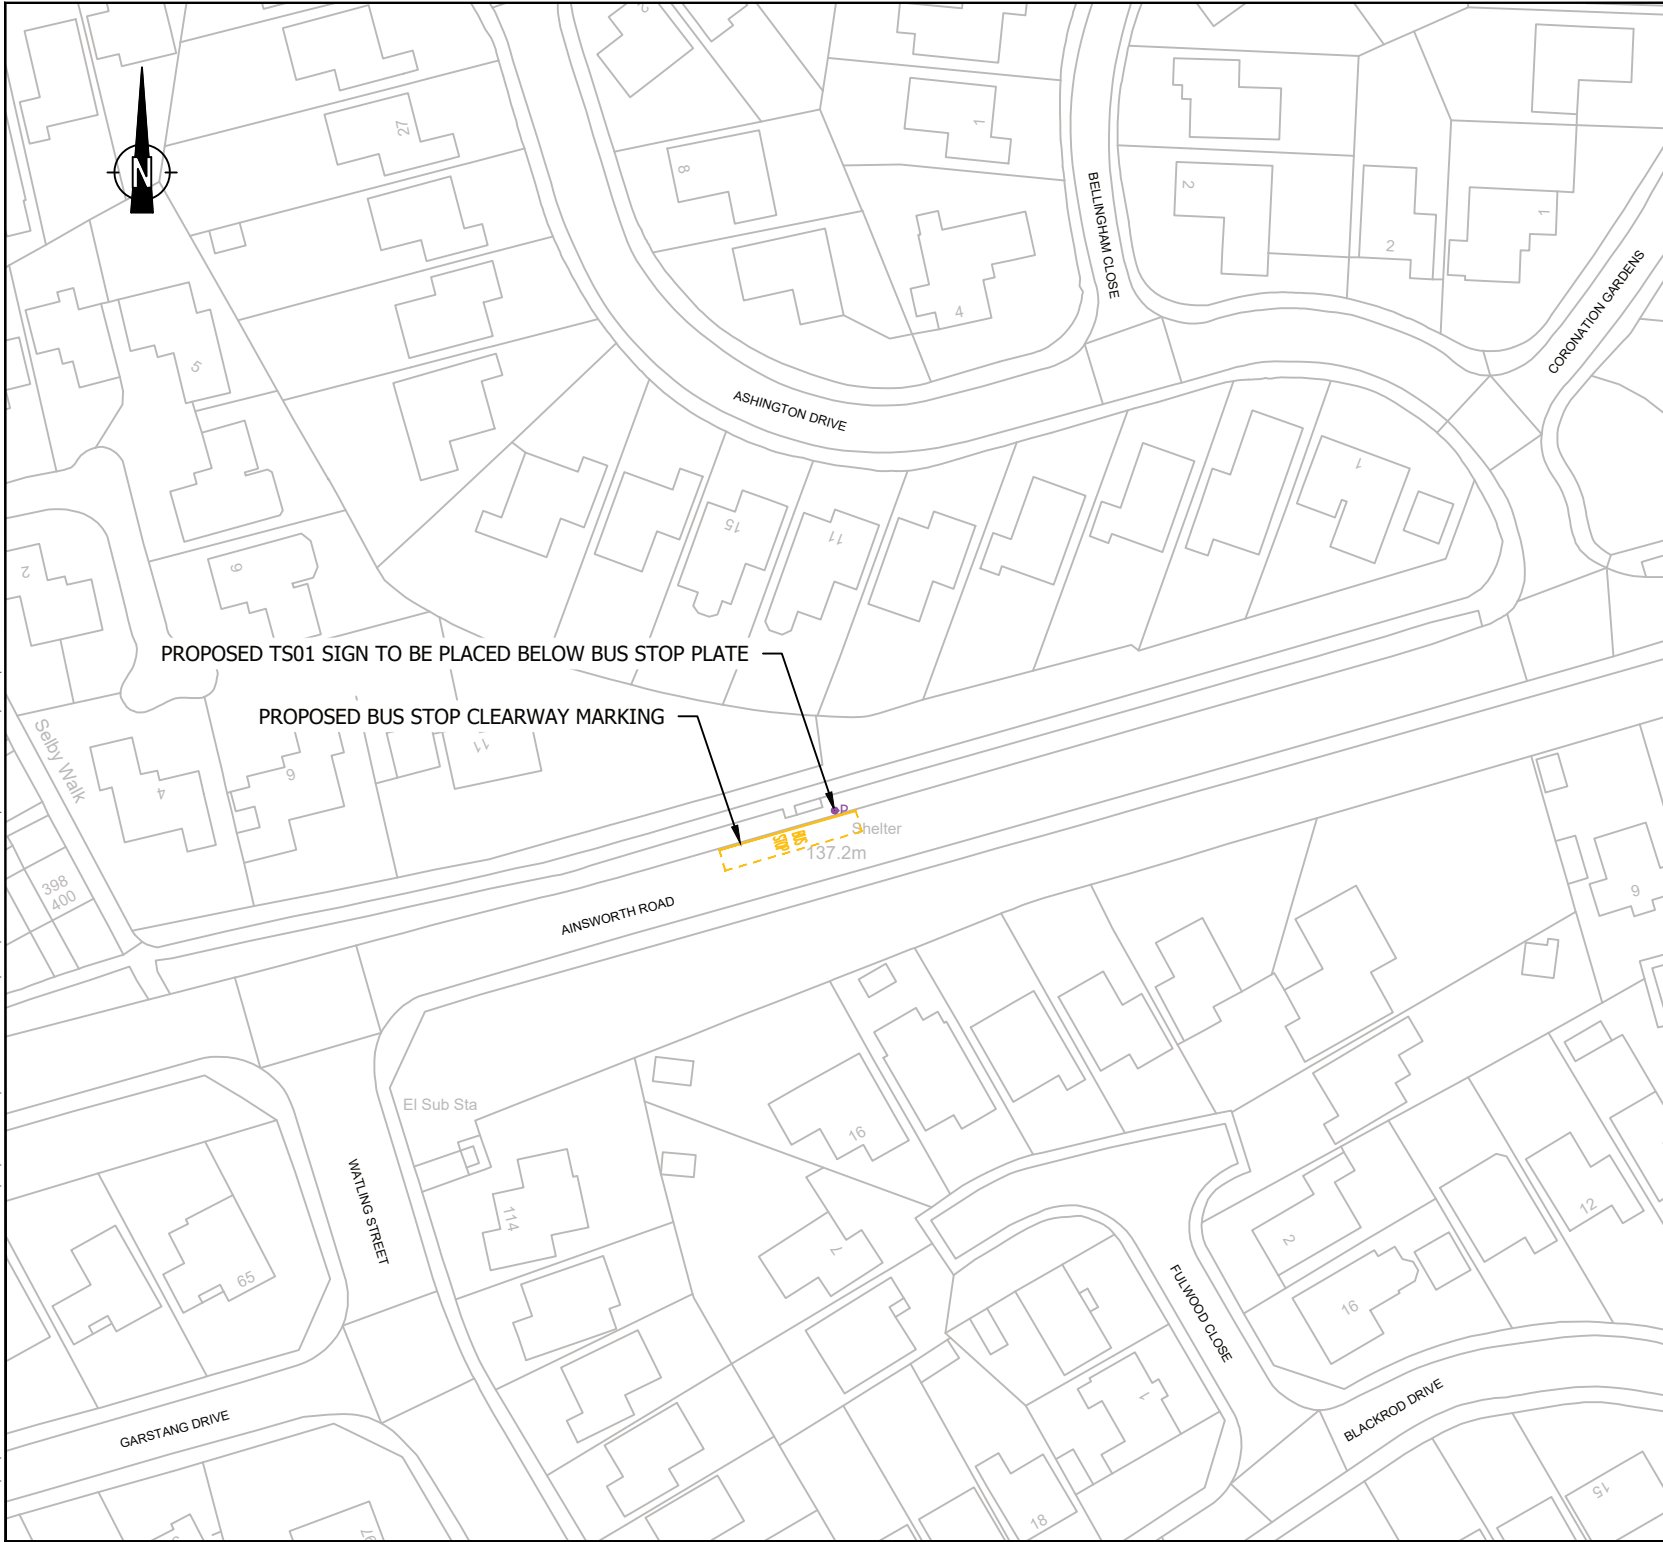 27
8
1
2
2
1
4
BELLINGHAM CLOSE
CORONATION GARDENS
N
5
ASHINGTON DRIVE
1
15
11
2
9
PROPOSED TS01 SIGN TO BE PLACED BELOW BUS STOP PLATE
PROPOSED BUS STOP CLEARWAY MARKING
Selby Walk
11
6
4
P
Shelter
BUS
STOP
137.2m
398
400
9
AINSWORTH ROAD
El Sub Sta
16
WATLING STREET
114
12
2
7
65
16
FULWOOD CLOSE
1
BLACKROD DRIVE
GARSTANG DRIVE
15
18
97